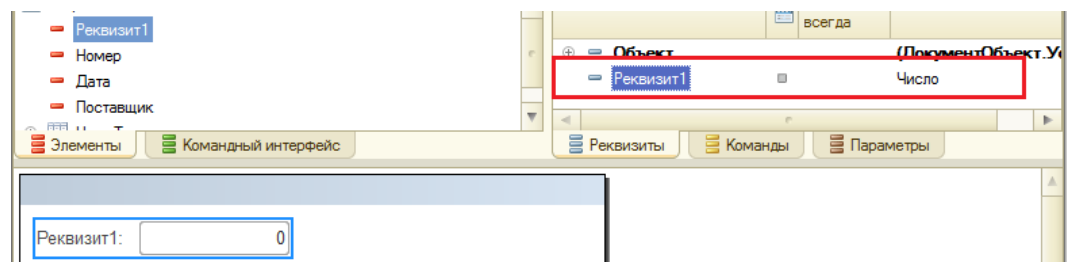 Реквизит1
Номер
Дата
Поставщик
Элементы
Командный интерфейс
всегда
Объект
Реквизит1
Число
Реквизиты
Команды
Параметры
Реквизит1:
0